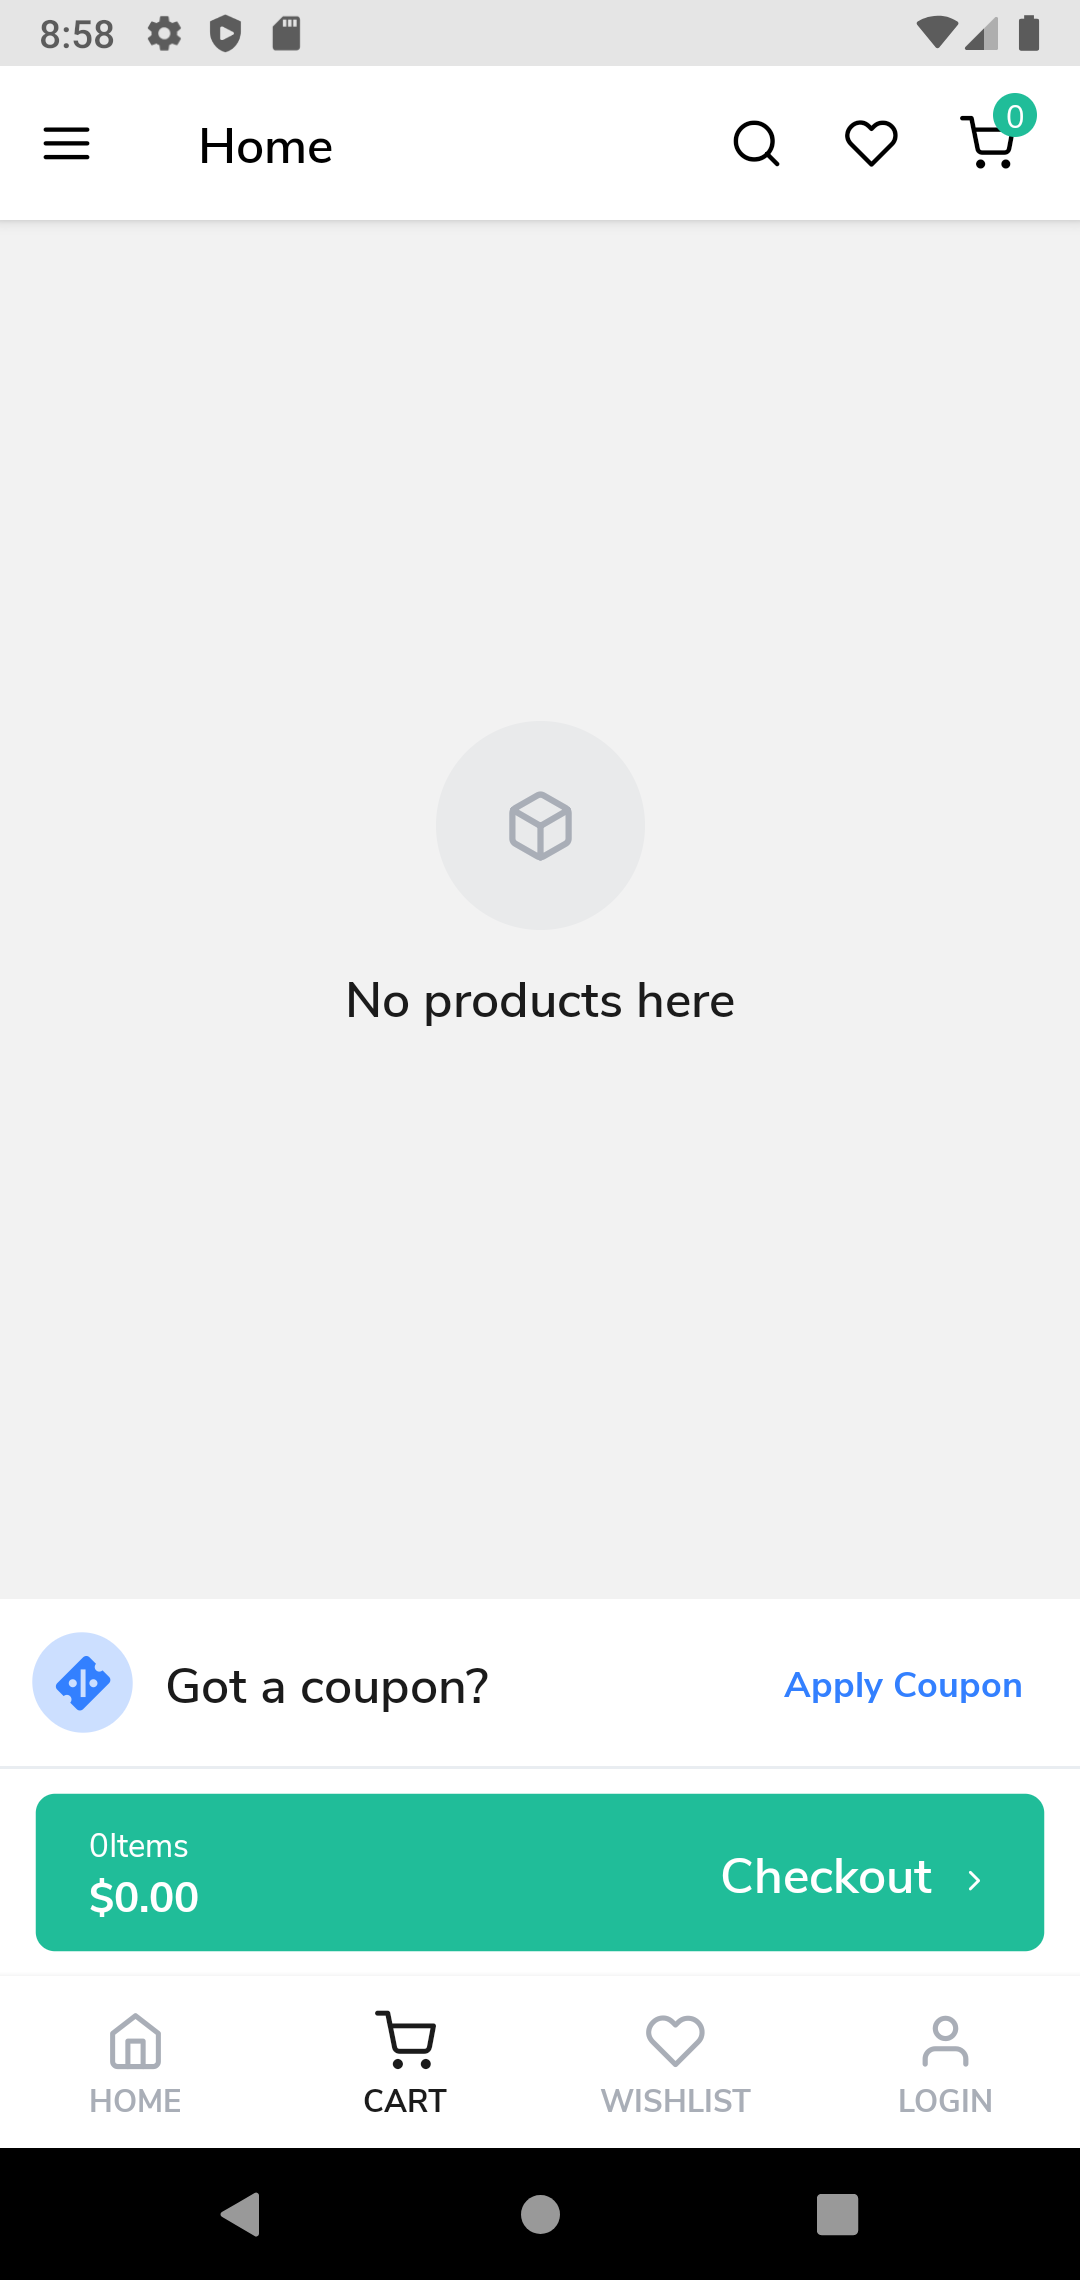 8:58
Home
0
No products here
Got a coupon?
Apply Coupon
0Items
$0.00
Checkout
HOME
CART
WISHLIST
LOGIN